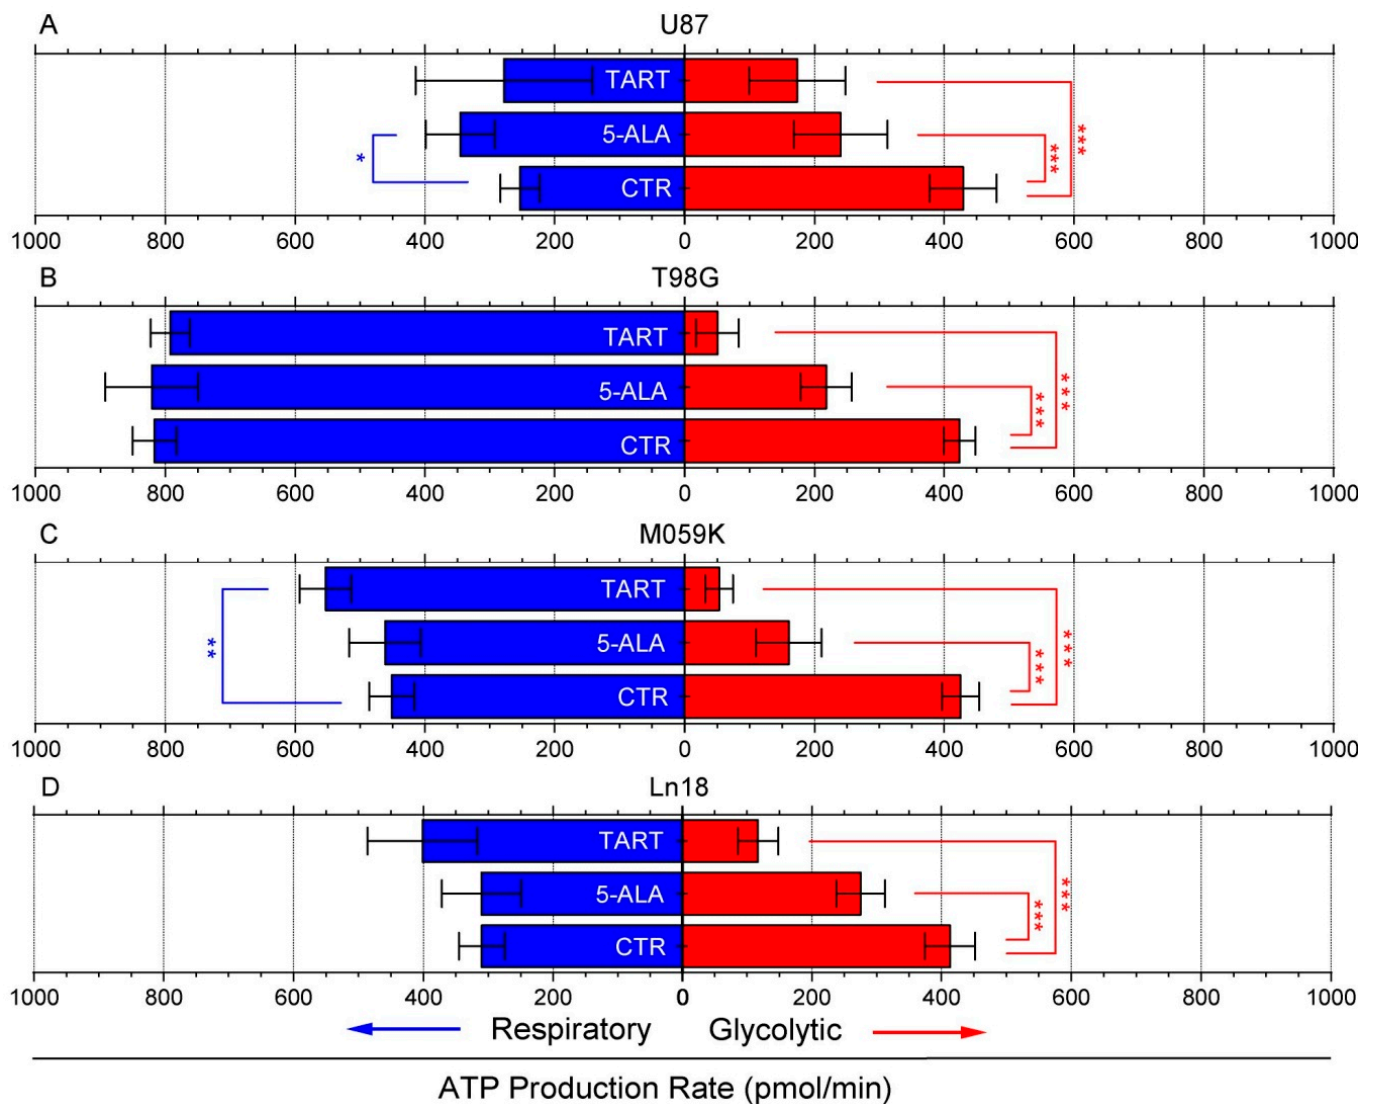 A
U87
TART
***
5-ALA
*
***
CTR
1000 800 600 400 200 0 200 400 600 800 1000
B
T98G
TART
***
5-ALA
***
CTR
1000 800 600 400 200 0 200 400 600 800 1000
C
M059K
TART
***
5-ALA
**
***
CTR
1000 800 600 400 200 0 200 400 600 800 1000
D
Ln18
TART
***
5-ALA
***
CTR
1000 800 600 400 200 0 200 400 600 800 1000
Respiratory Glycolytic
ATP Production Rate (pmol/min)